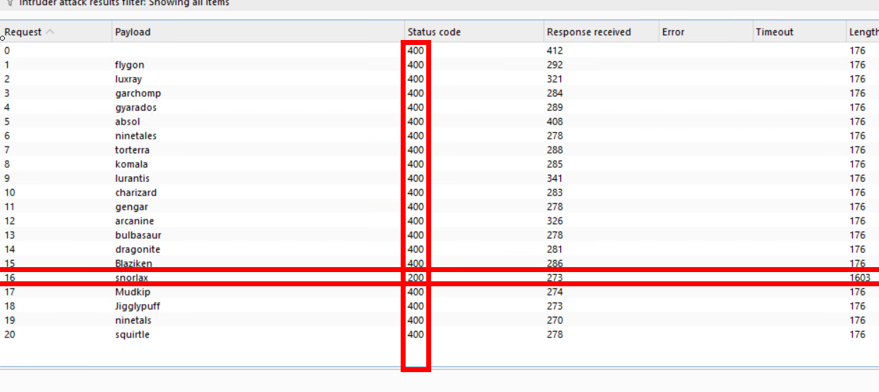 Intruder attack results filter: Showing all items
Request Payload Status code Response received Error Timeout Length
0 400 412 176
1 flygon 400 292 176
2 luxray 400 321 176
3 garchomp 400 284 176
4 gyarados 400 289 176
5 absol 400 408 176
6 ninetales 400 278 176
7 torterra 400 288 176
8 komala 400 285 176
9 lurantis 400 341 176
10 charizard 400 283 176
11 gengar 400 278 176
12 arcanine 400 326 176
13 bulbasaur 400 278 176
14 dragonite 400 281 176
15 Blaziken 400 286 176
16 snorlax 200 273 1603
17 Mudkip 400 274 176
18 Jigglypuff 400 273 176
19 ninetals 400 270 176
20 squirtle 400 278 176